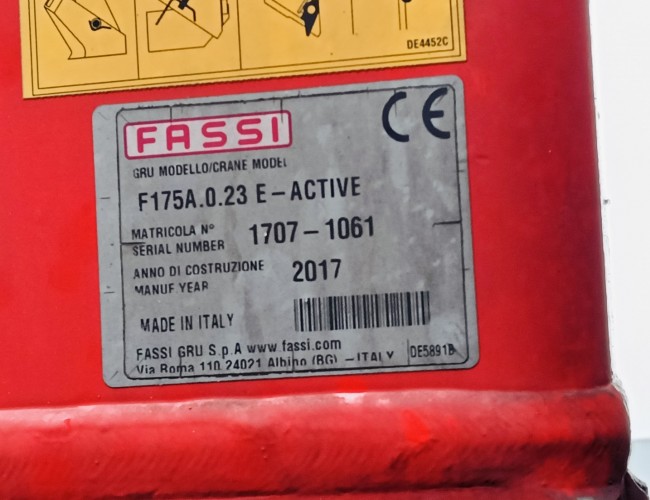 DE4452C
FASSI
CE
GRU MODELLO/CRANE MODEL
F175A.0.23 E-ACTIVE
MATRICOLA N°
SERIAL NUMBER
1707-1061
ANNO DI COSTRUZIONE
MANUF YEAR
2017
MADE IN ITALY
FASSI GRU S.p.A www.fassi.com
Via Roma 110 24021 Albino (BG) - ITALY
DE5891B